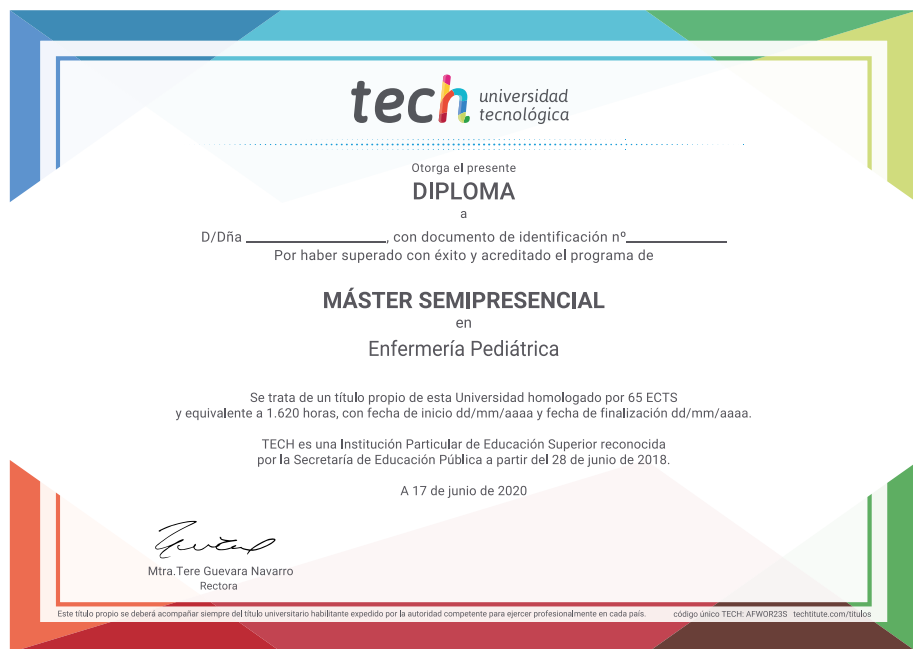 tech universidad
tecnológica
Otorga el presente
DIPLOMA
a
D/Dña ______________, con documento de identificación nº__________
Por haber superado con éxito y acreditado el programa de
MÁSTER SEMIPRESENCIAL
en
Enfermería Pediátrica
Se trata de un título propio de esta Universidad homologado por 65 ECTS
y equivalente a 1.620 horas, con fecha de inicio dd/mm/aaaa y fecha de finalización dd/mm/aaaa.
TECH es una Institución Particular de Educación Superior reconocida
por la Secretaría de Educación Pública a partir del 28 de junio de 2018.
A 17 de junio de 2020
Mtra.Tere Guevara Navarro
Rectora
Este título propio se deberá acompañar siempre del título universitario habilitante expedido por la autoridad competente para ejercer profesionalmente en cada país. código único TECH: AFWOR23S techtitute.com/titulos